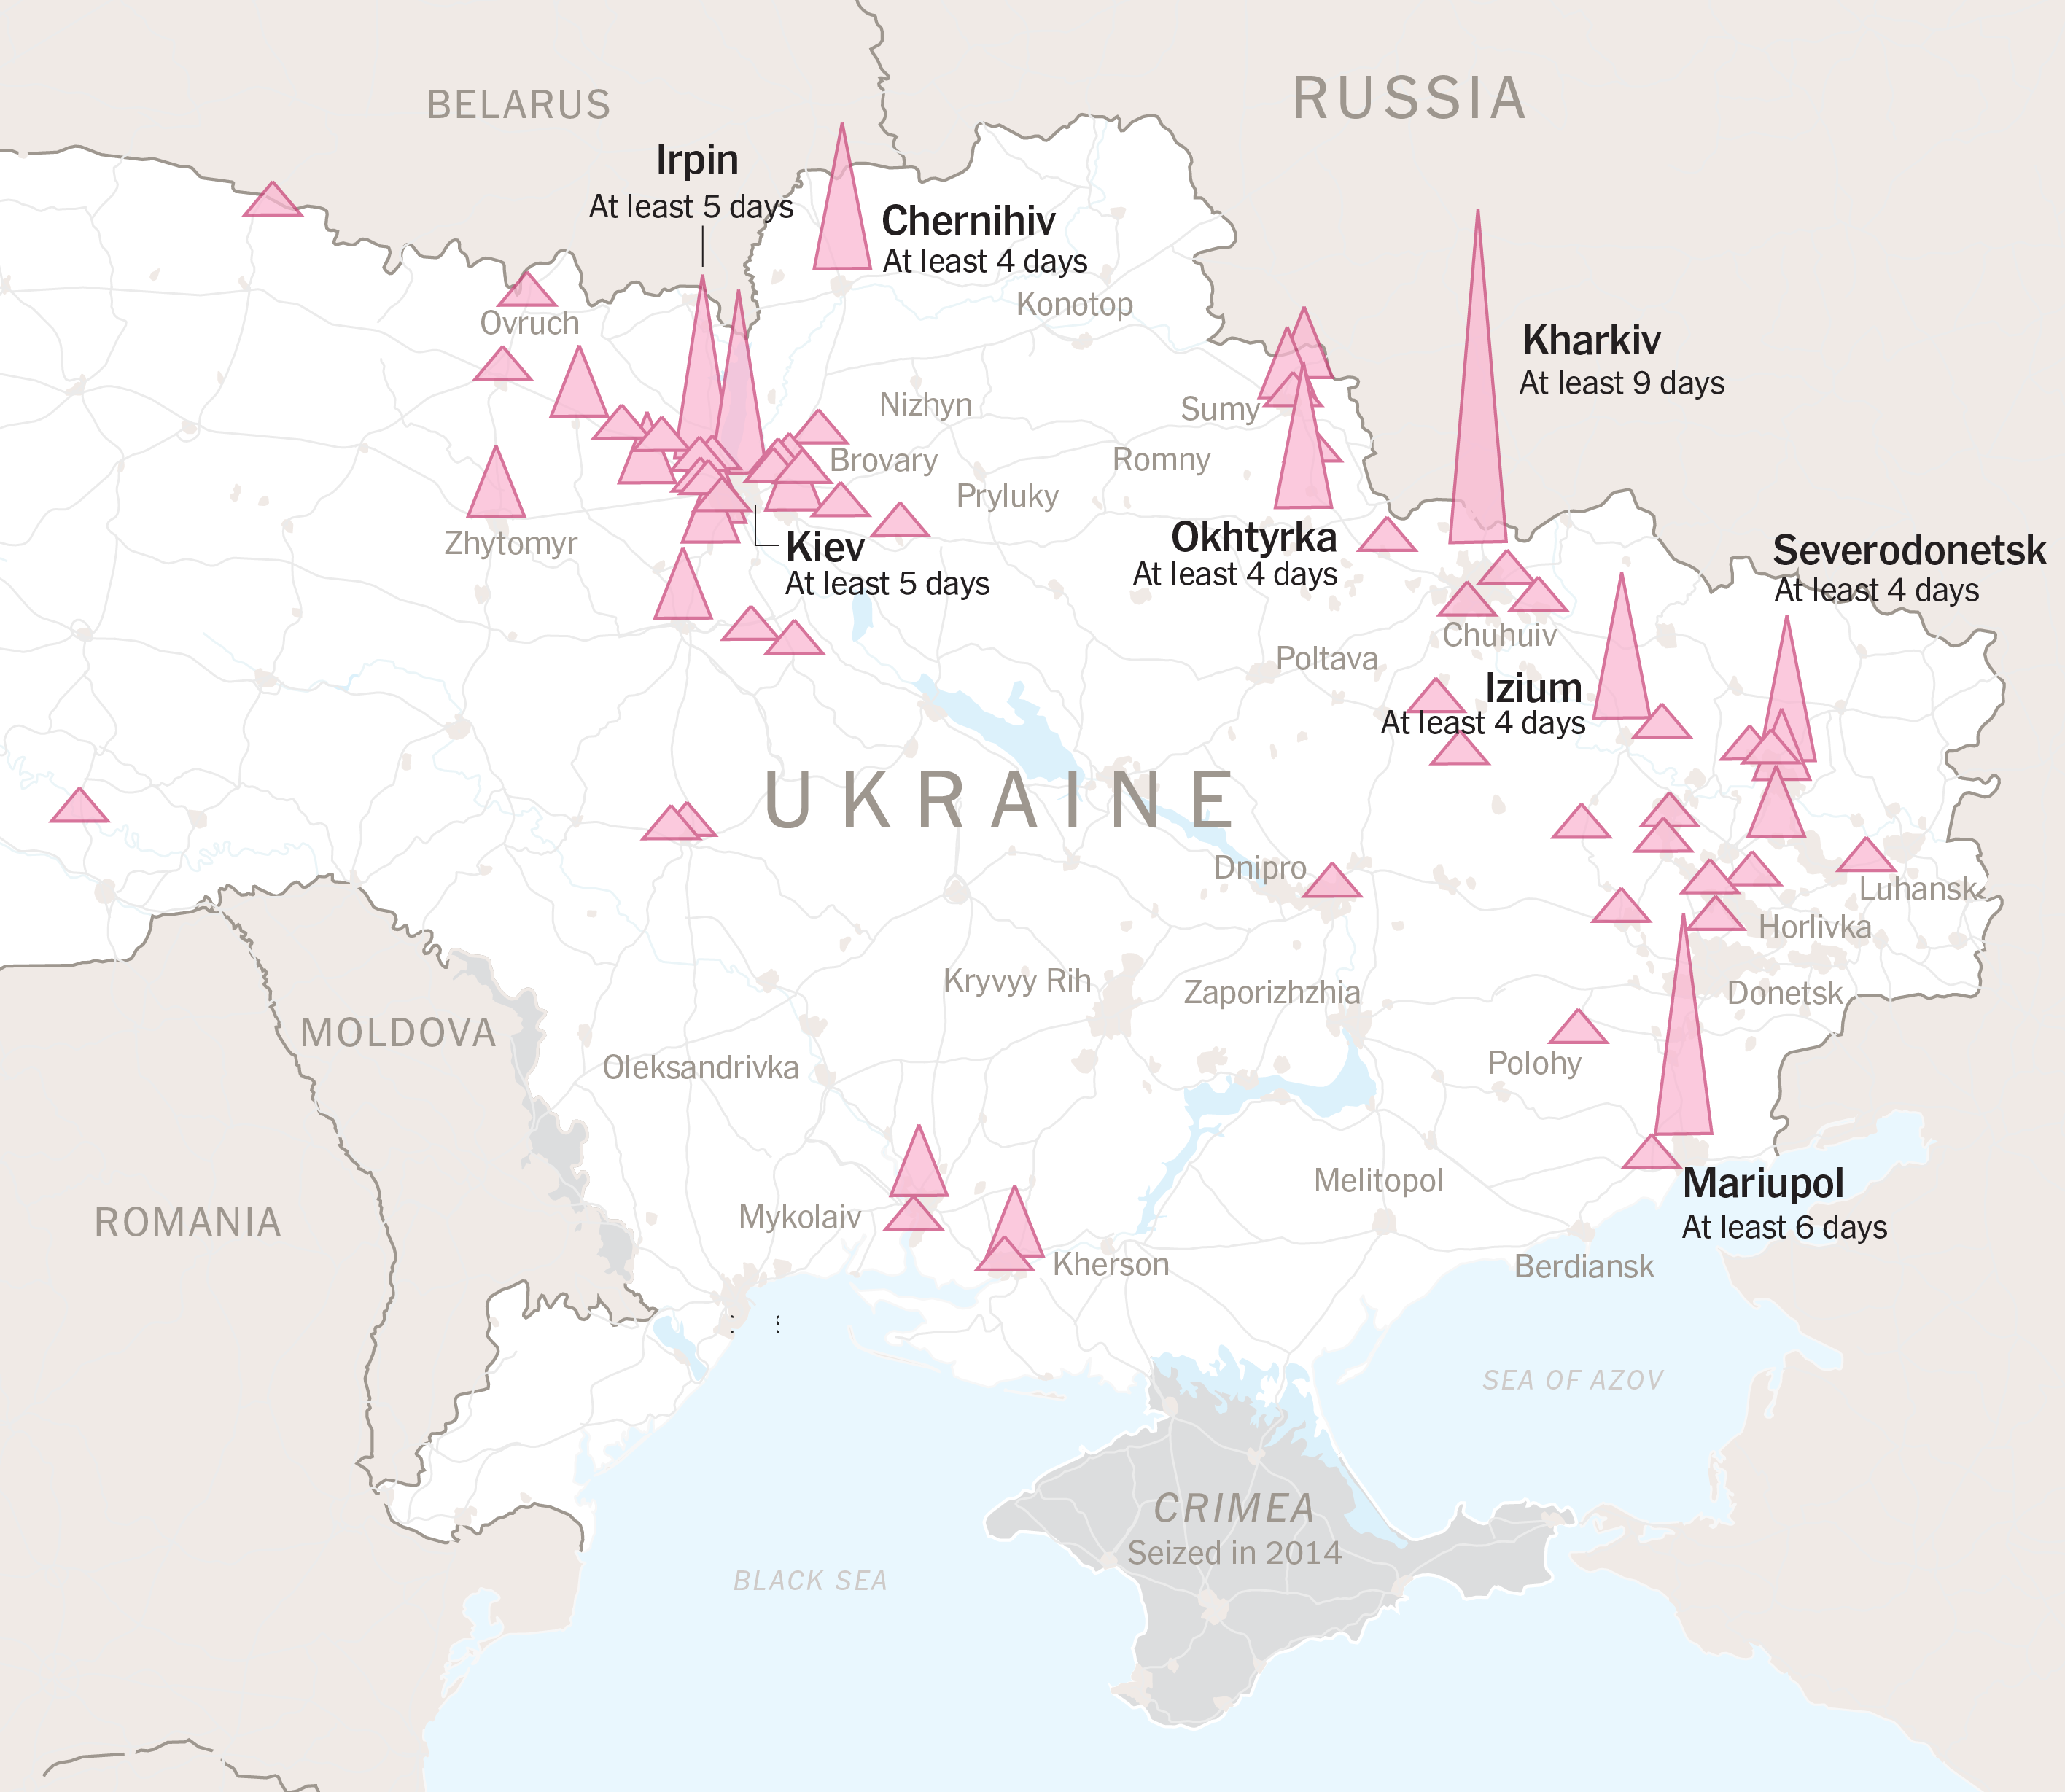 RUSSIA
BELARUS
Irpin
At least 5 days
Chernihiv
At least 4 days
Konotop
Ovruch
Kharkiv
At least 9 days
Nizhyn
Sumy
Brovary
Romny
Pryluky
Zhytomyr
Kiev
At least 5 days
Okhtyrka
At least 4 days
Severodonetsk
At least 4 days
Chuhuiv
Poltava
Izium
At least 4 days
UKRAINE
Dnipro
Luhansk
Horlivka
Kryvyy Rih
Zaporizhzhia
Donetsk
MOLDOVA
Oleksandrivka
Polohy
Melitopol
Mariupol
At least 6 days
ROMANIA
Mykolaiv
Kherson
Berdiansk
SEA OF AZOV
CRIMEA
Seized in 2014
BLACK SEA